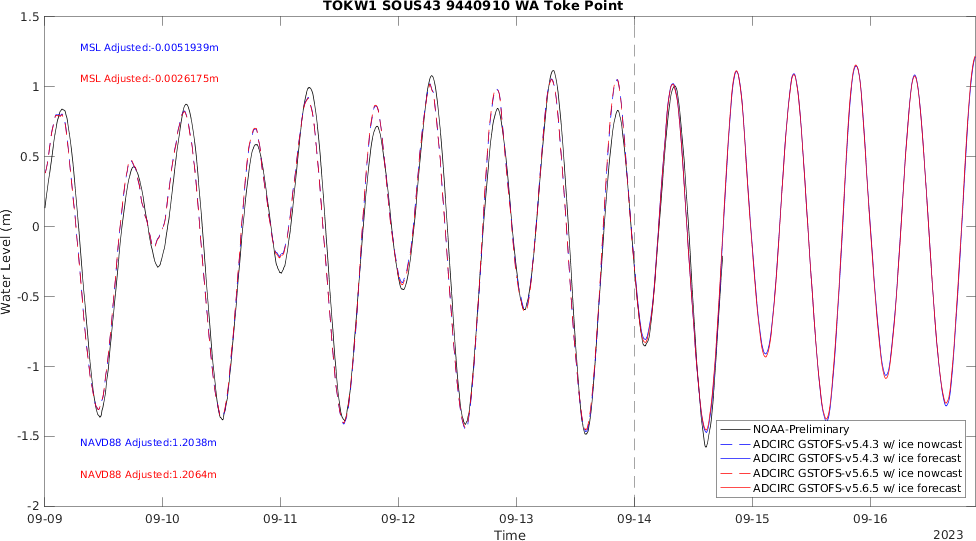 TOKW1 SOUS43 9440910 WA Toke Point
1.5
MSL Adjusted:-0.0051939m
MSL Adjusted:-0.0026175m
1
0.5
0
-0.5
-1
-1.5
-2
Water Level (m)
NAVD88 Adjusted:1.2038m
NAVD88 Adjusted:1.2064m
NOAA-Preliminary
ADCIRC GSTOFS-v5.4.3 w/ ice nowcast
ADCIRC GSTOFS-v5.4.3 w/ ice forecast
ADCIRC GSTOFS-v5.6.5 w/ ice nowcast
ADCIRC GSTOFS-v5.6.5 w/ ice forecast
09-09 09-10 09-11 09-12 09-13 09-14 09-15 09-16
Time
2023